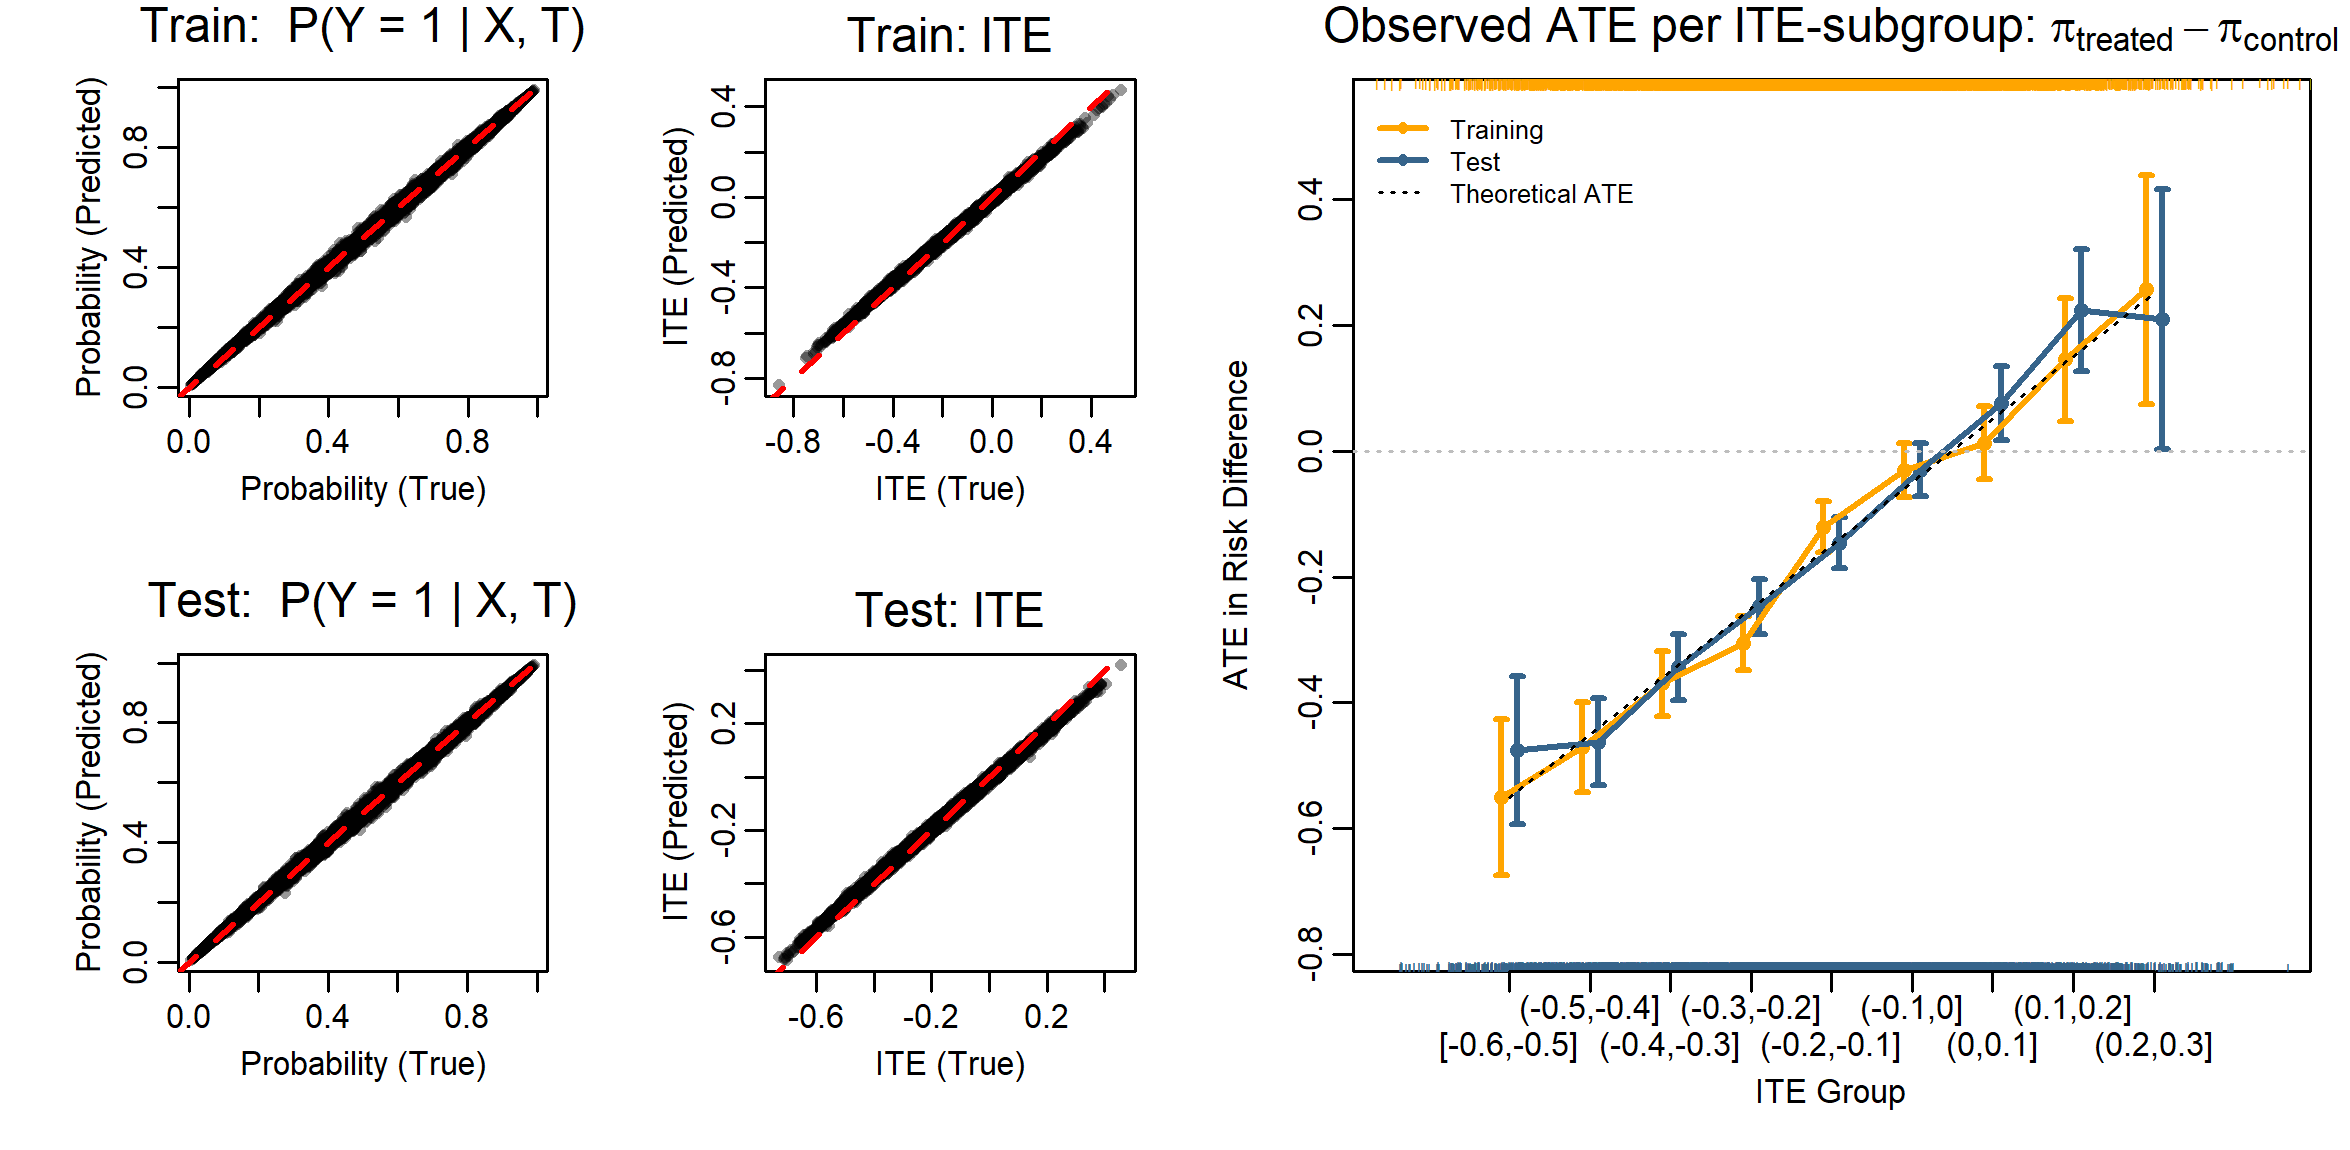 Train:  P(Y = 1 | X, T)
Probability (Predicted)
0.0 0.4 0.8
0.0 0.4 0.8
Probability (True)
Train: ITE
ITE (Predicted)
-0.8 -0.4 0.0 0.4
-0.8 -0.4 0.0 0.4
ITE (True)
Test:  P(Y = 1 | X, T)
Probability (Predicted)
0.0 0.4 0.8
0.0 0.4 0.8
Probability (True)
Test: ITE
ITE (Predicted)
-0.6 -0.2 0.2
-0.6 -0.2 0.2
ITE (True)
Observed ATE per ITE-subgroup: πtreated − πcontrol
Training
Test
Theoretical ATE
ATE in Risk Difference
-0.8 -0.6 -0.4 -0.2 0.0 0.2 0.4
(-0.5,-0.4] (-0.3,-0.2] (-0.1,0] (0.1,0.2]
[-0.6,-0.5] (-0.4,-0.3] (-0.2,-0.1] (0,0.1] (0.2,0.3]
ITE Group